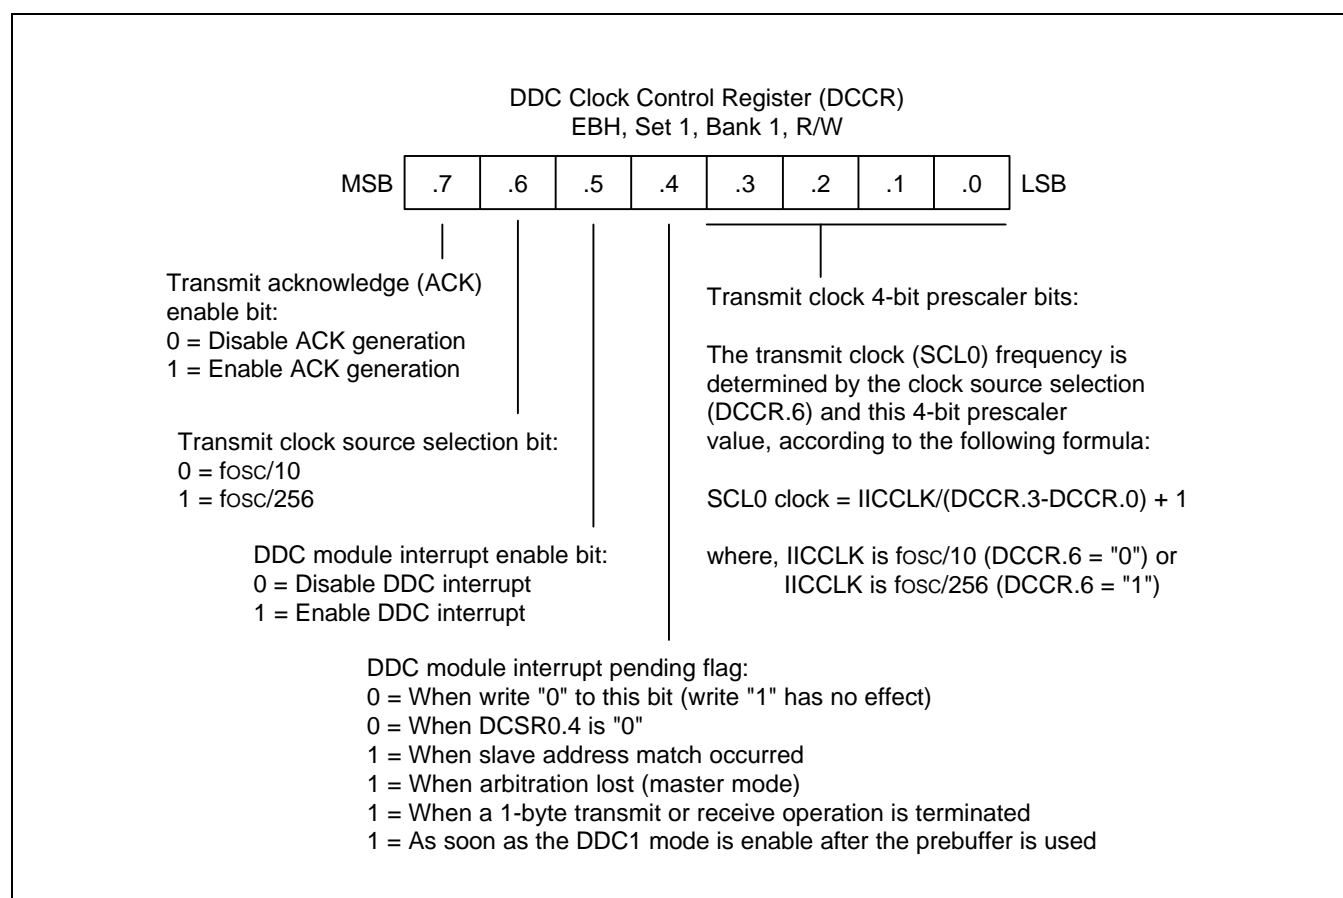 DDC Clock Control Register (DCCR)
EBH, Set 1, Bank 1, R/W
MSB .7 .6 .5 .4 .3 .2 .1 .0 LSB
Transmit acknowledge (ACK)
enable bit:
0 = Disable ACK generation
1 = Enable ACK generation
Transmit clock source selection bit:
0 = fosc/10
1 = fosc/256
DDC module interrupt enable bit:
0 = Disable DDC interrupt
1 = Enable DDC interrupt
DDC module interrupt pending flag:
0 = When write "0" to this bit (write "1" has no effect)
0 = When DCSR0.4 is "0"
1 = When slave address match occurred
1 = When arbitration lost (master mode)
1 = When a 1-byte transmit or receive operation is terminated
1 = As soon as the DDC1 mode is enable after the prebuffer is used
Transmit clock 4-bit prescaler bits:
The transmit clock (SCL0) frequency is
determined by the clock source selection
(DCCR.6) and this 4-bit prescaler
value, according to the following formula:
SCL0 clock = IICCLK/(DCCR.3-DCCR.0) + 1
where, IICCLK is fosc/10 (DCCR.6 = "0") or
IICCLK is fosc/256 (DCCR.6 = "1")